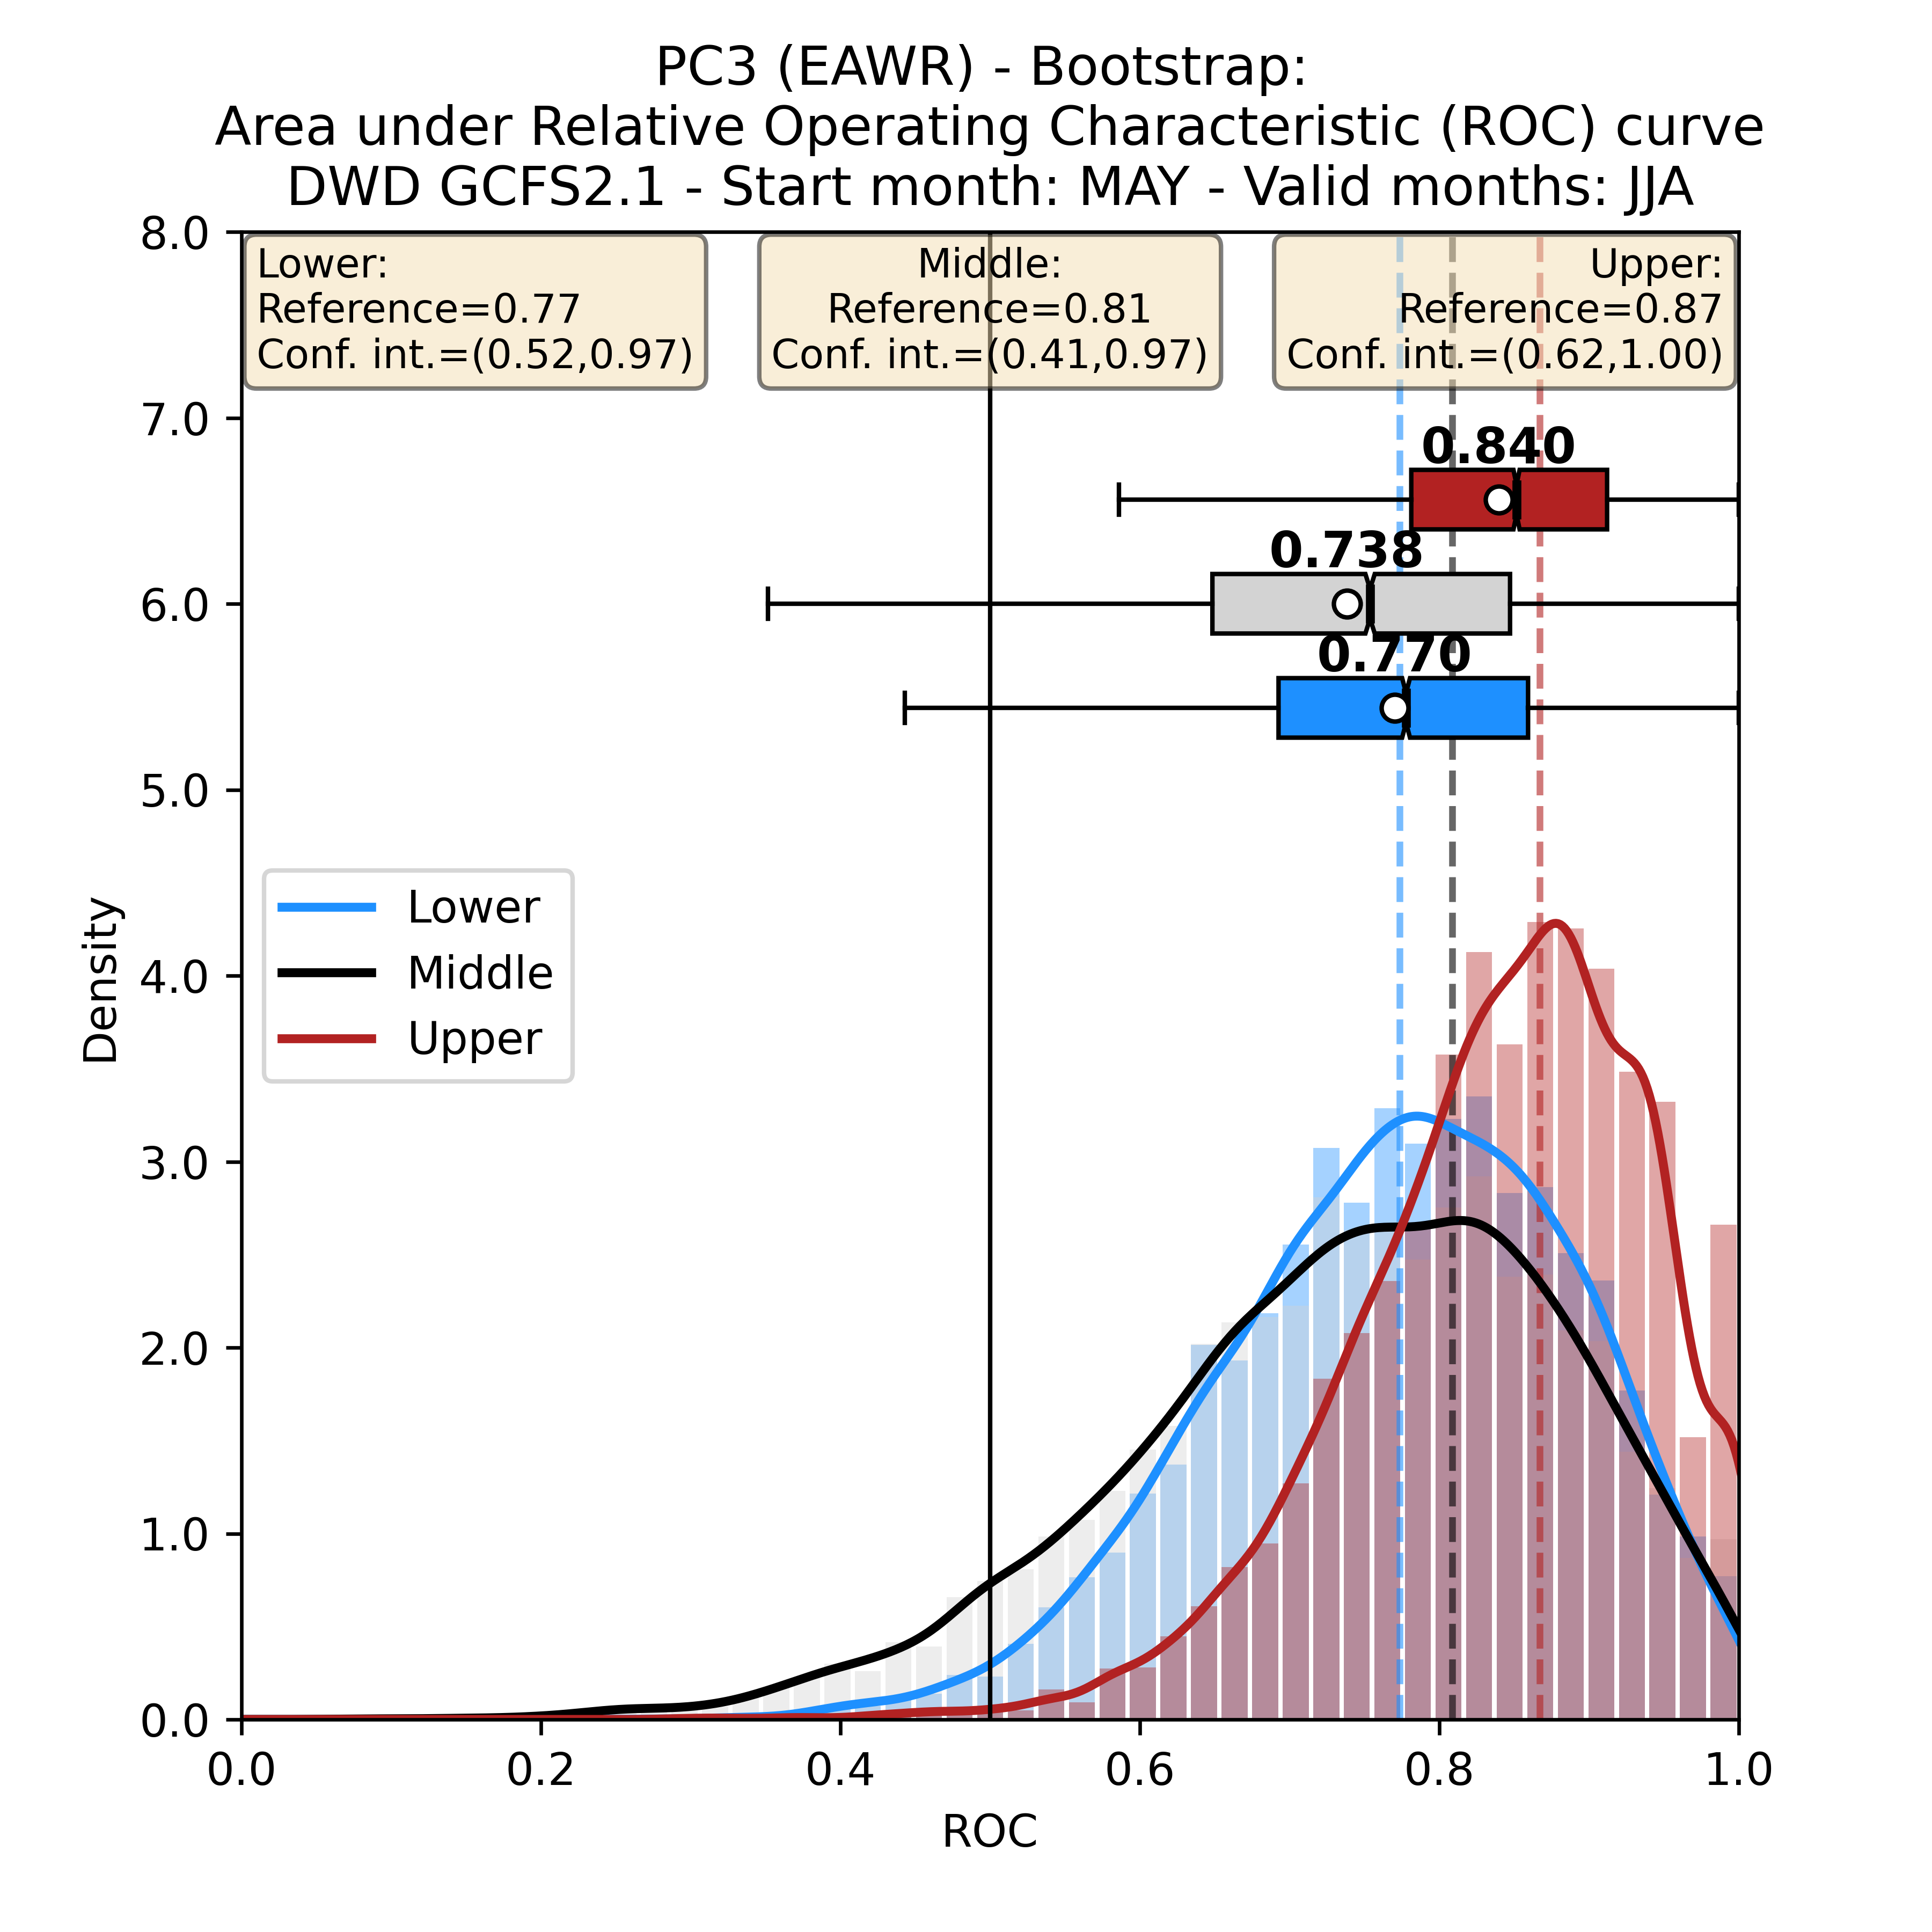 PC3 (EAWR) - Bootstrap:
Area under Relative Operating Characteristic (ROC) curve
DWD GCFS2.1 - Start month: MAY - Valid months: JJA
Lower:
Reference=0.77
Conf. int.=(0.52,0.97)
Middle:
Reference=0.81
Conf. int.=(0.41,0.97)
Upper:
Reference=0.87
Conf. int.=(0.62,1.00)
0.840
0.738
0.770
8.0
7.0
6.0
5.0
4.0
3.0
2.0
1.0
0.0
Density
Lower
Middle
Upper
0.0
0.2
0.4
0.6
0.8
1.0
ROC